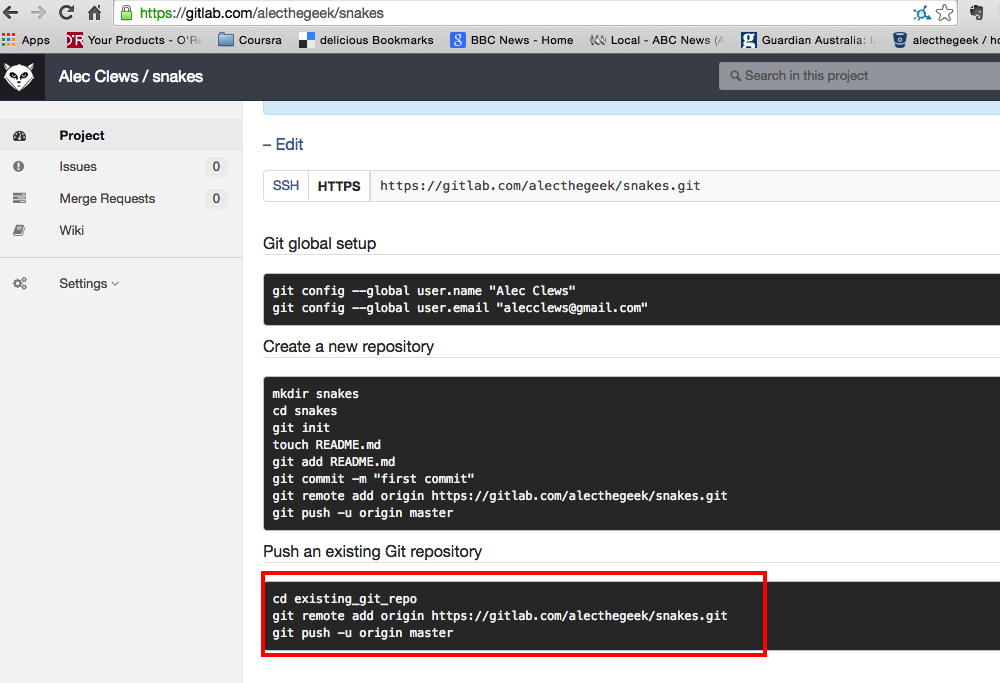 https://gitlab.com/alecthegeek/snakes
Apps Your Products - O'Re Coursra delicious Bookmarks BBC News - Home Local - ABC News (A Guardian Australia: alecthegeek / ho
Alec Clews / snakes
Search in this project
Project
Issues 0
Merge Requests 0
Wiki
Settings
– Edit
SSH HTTPS https://gitlab.com/alecthegeek/snakes.git
Git global setup
git config --global user.name "Alec Clews"
git config --global user.email "alecclews@gmail.com"
Create a new repository
mkdir snakes
cd snakes
git init
touch README.md
git add README.md
git commit -m "first commit"
git remote add origin https://gitlab.com/alecthegeek/snakes.git
git push -u origin master
Push an existing Git repository
cd existing_git_repo
git remote add origin https://gitlab.com/alecthegeek/snakes.git
git push -u origin master